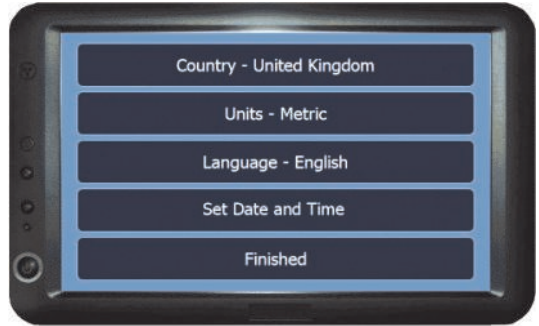 Country - United Kingdom
Units - Metric
Language - English
Set Date and Time
Finished